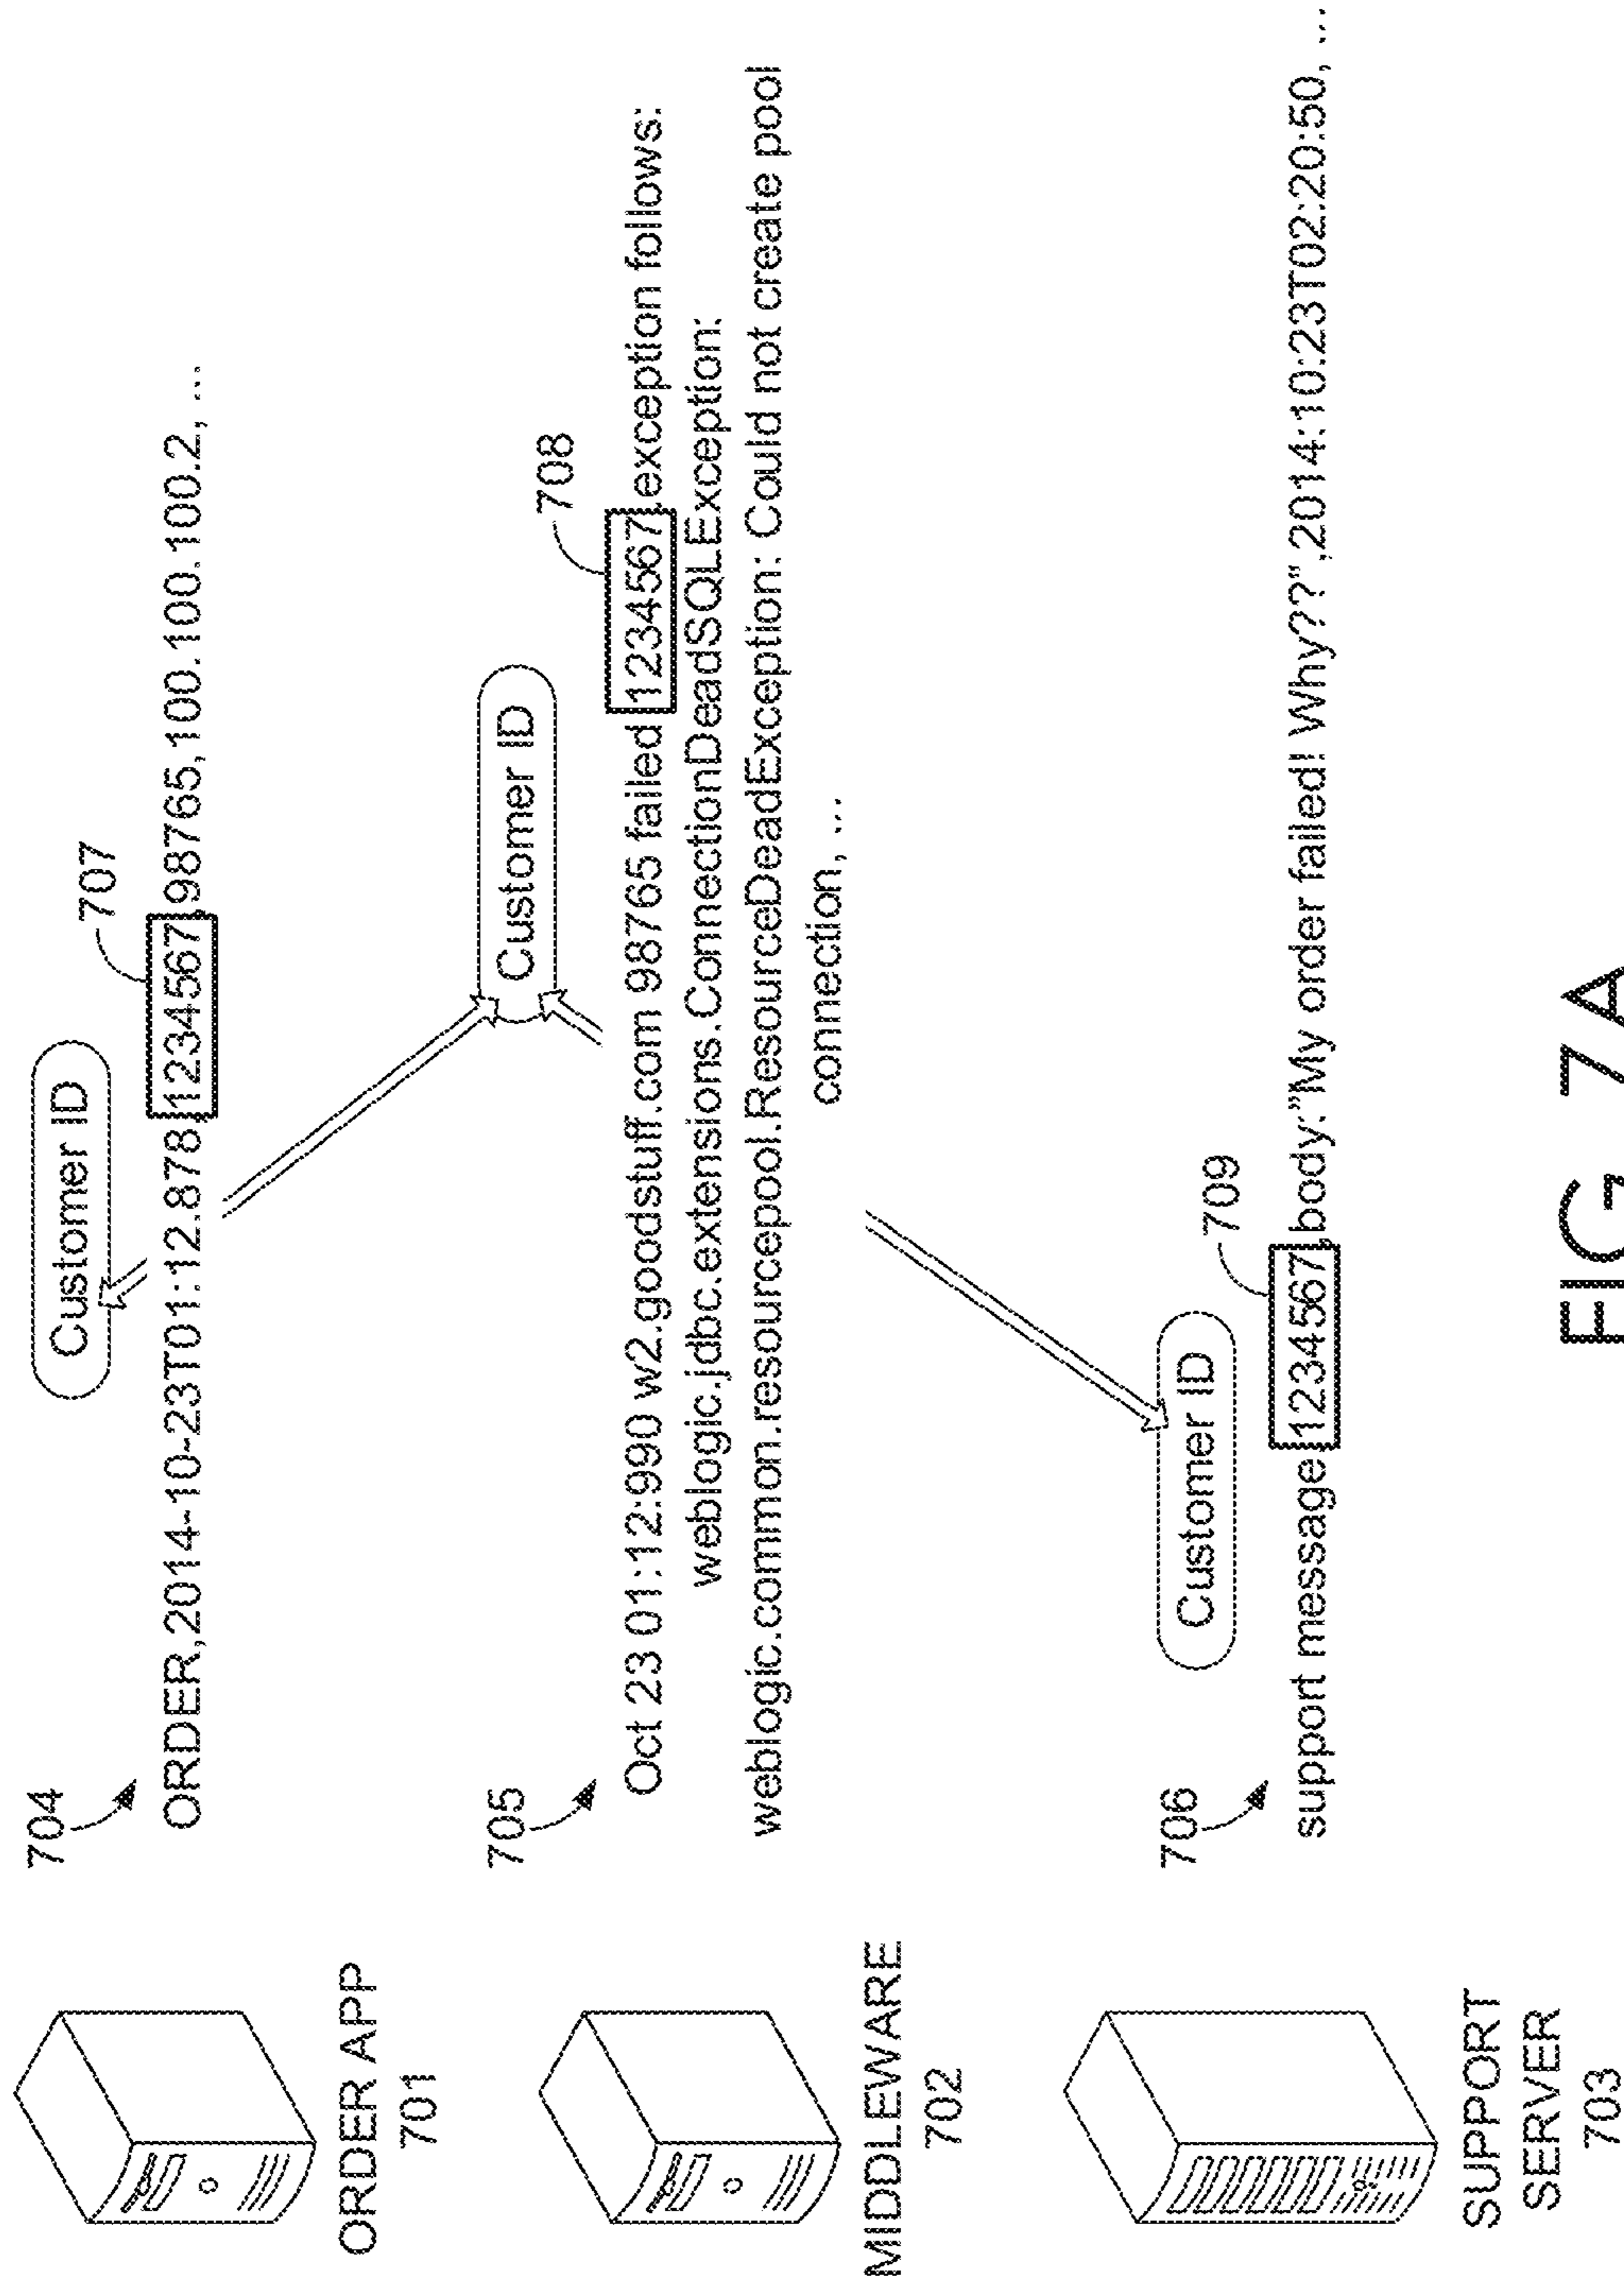 704
Customer ID
707
ORDER,2014-10-23T01:12:12.878,1234567,98765,100.100.100.2, ...
ORDER APP
701
705
Customer ID
708
Oct 23 01:12:990 w2.goodstuff.com 98765 failed 1234567,exception follows:
weblogic.jdbc.extensions.ConnectionDeadSQLException:
weblogic.common.resourcepool.ResourceDeadException: Could not create pool
connection, ...
MIDDLEWARE
702
706
Customer ID
709
support message,1234567,body:"My order failed! Why??",2014:10:23T02:20:50, ...
SUPPORT
SERVER
703
FIG 7A